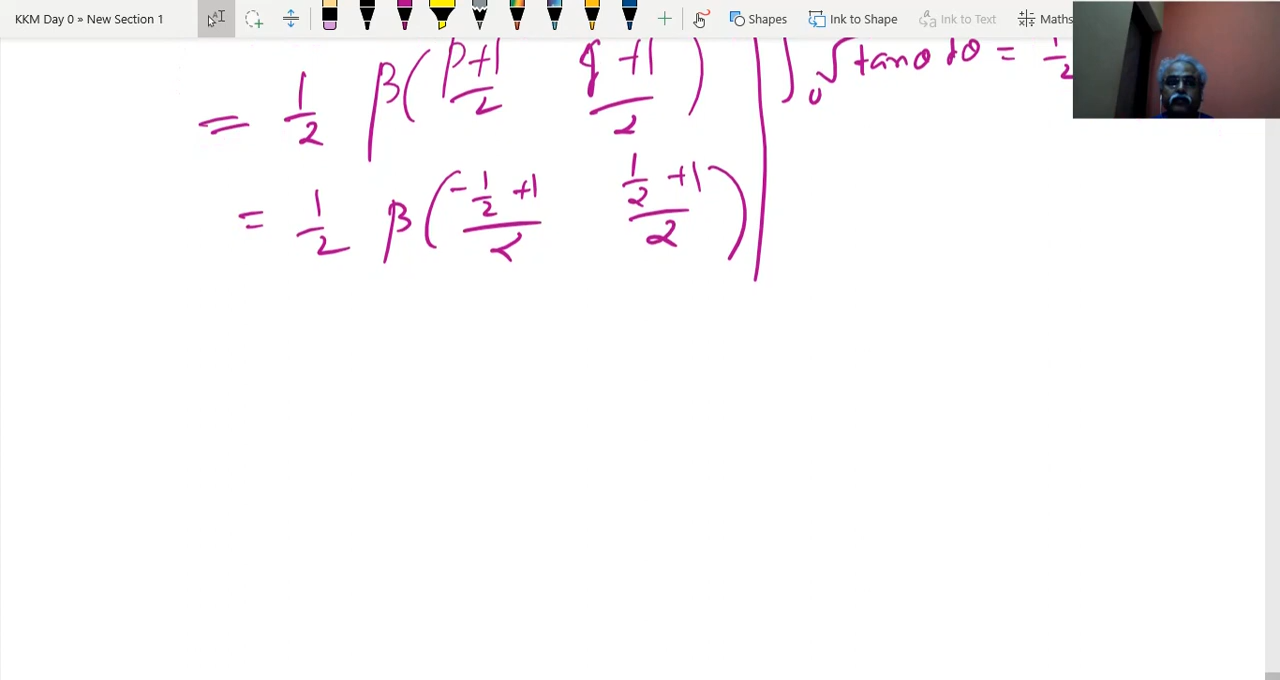 KKM Day 0 » New Section 1
Shapes
Ink to Shape
Ink to Text
Maths
= 1/2 β(p+1/2 q+1/2)
= 1/2 β(-1/2+1/2 1/2+1/2)
∫0 √tanθ dθ = 1/2